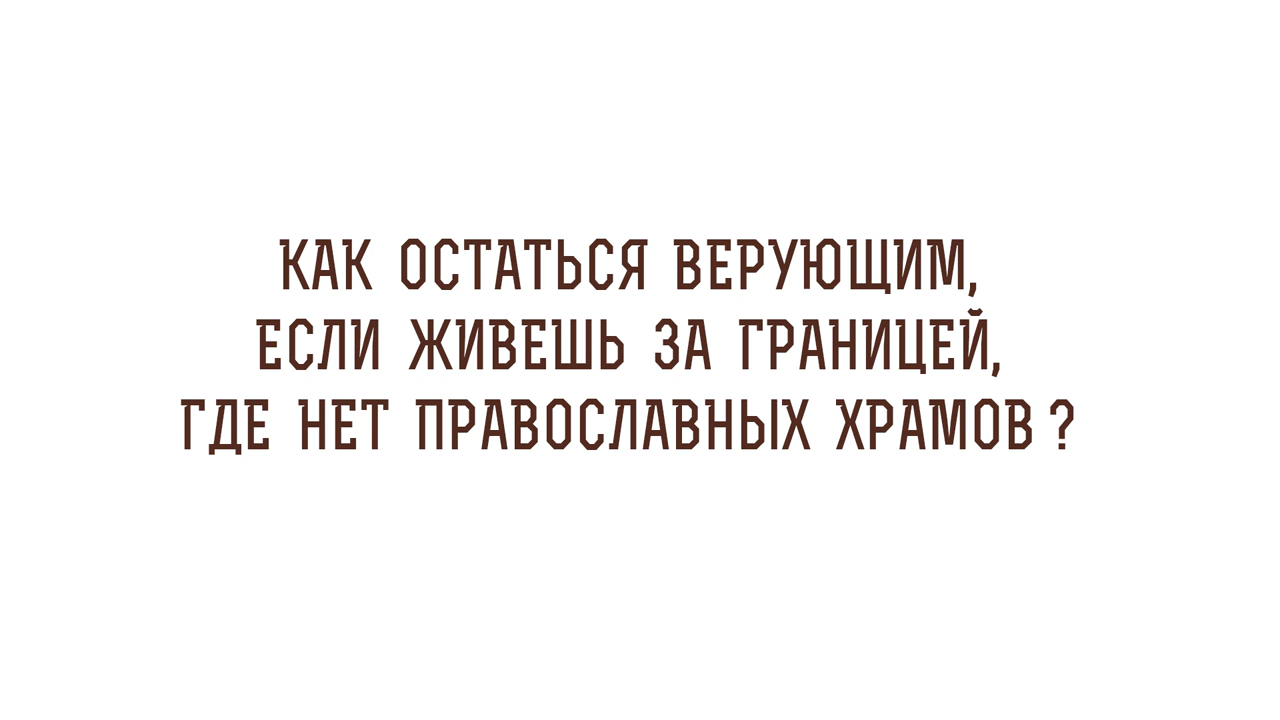 КАК ОСТАТЬСЯ ВЕРУЮЩИМ,
ЕСЛИ ЖИВЕШЬ ЗА ГРАНИЦЕЙ,
ГДЕ НЕТ ПРАВОСЛАВНЫХ ХРАМОВ?